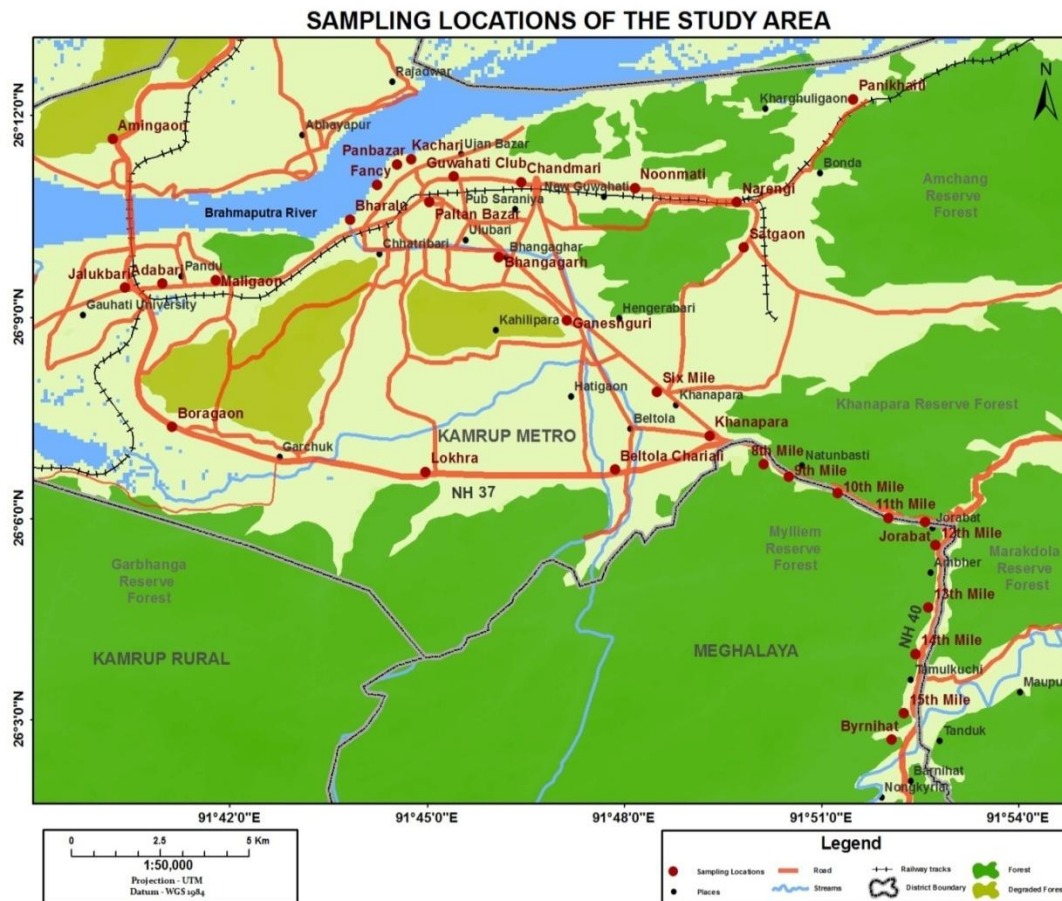 SAMPLING LOCATIONS OF THE STUDY AREA
N
Rajadwar
Panikhaiti
Kharghuligaon
26°12'0"N
Amingaon
Abhayapur
Kachari
Ujan Bazar
Panbazar
Guwahati Club
Chandmari
Noonmati
Bonda
Fancy
New Guwahati
Narengi
Amchang
Reserve
Forest
Pub Saraniya
Brahmaputra River
Bharalu
Paltan Bazar
Ulubari
Satgaon
Chhatribari
Bhangaghar
Bhangagarh
Jalukbari
Adabari
Pandu
Maligaon
Gauhati University
26°9'0"N
Hengerabari
Kahilipara
Ganeshguri
Six Mile
Hatigaon
Khanapara
Khanapara Reserve Forest
Boragaon
Beltola
Khanapara
KAMRUP METRO
Garchuk
Lokhra
Beltola Chariali
8th Mile
Natunbasti
9th Mile
NH 37
10th Mile
11th Mile
26°6'0"N
Jorabat
12th Mile
Jorabat
Mylliem
Reserve
Forest
Marakdola
Reserve
Forest
Garbhanga
Reserve
Forest
Ambher
13th Mile
NH 40
14th Mile
KAMRUP RURAL
MEGHALAYA
Tamulkuchi
Maupu
15th Mile
26°3'0"N
Byrnihat
Tanduk
Barnihat
Nongkyriat
91°42'0"E
91°45'0"E
91°48'0"E
91°51'0"E
91°54'0"E
0 2.5 5 Km
1:50,000
Projection - UTM
Datum - WGS 1984
Legend
Sampling Locations
Road
Railway tracks
Forest
Places
Streams
District Boundary
Degraded Forest